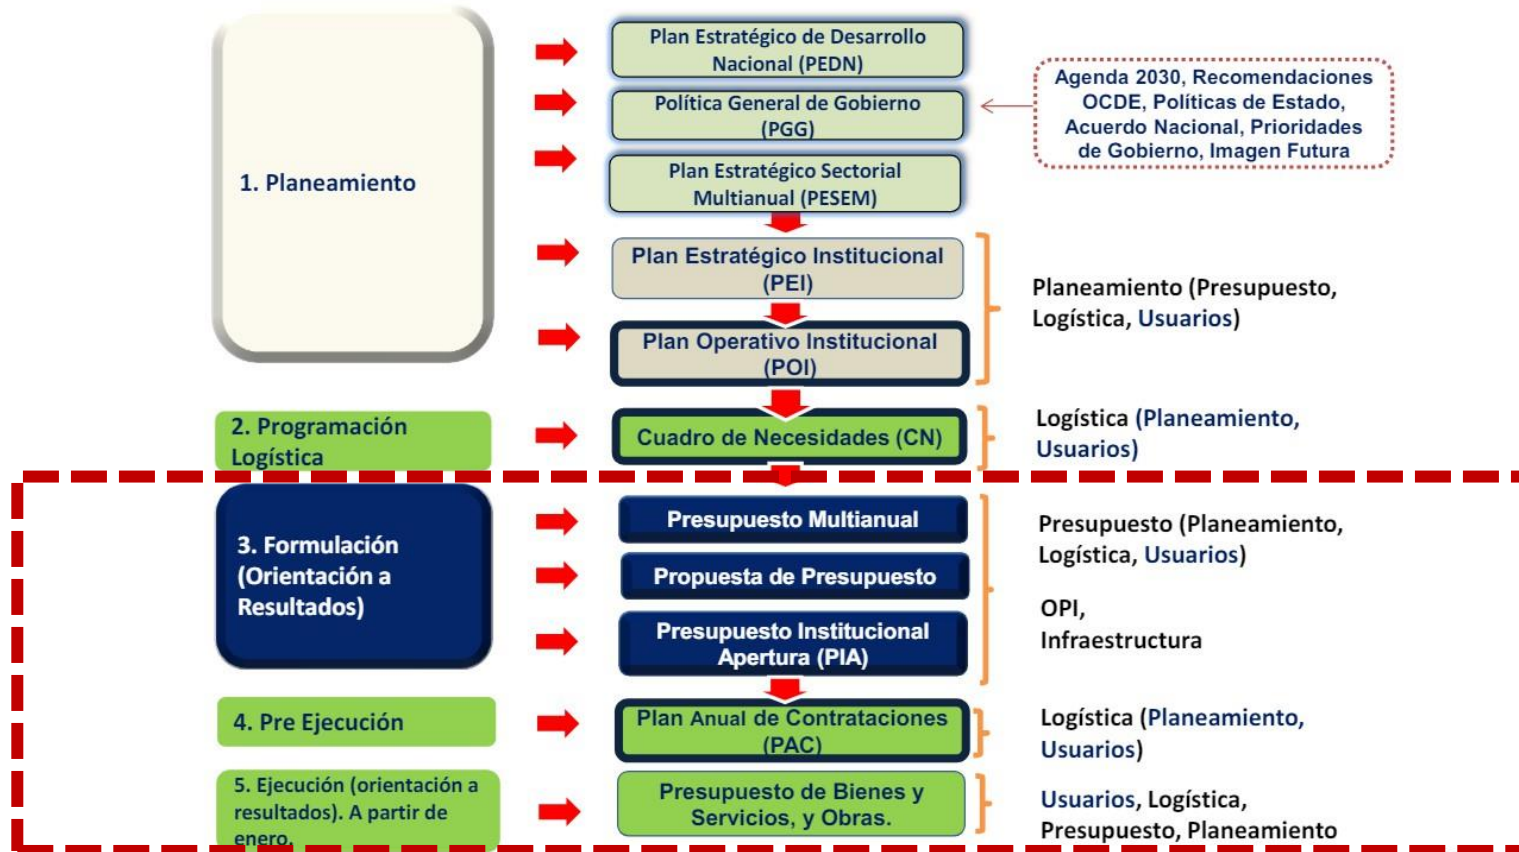 1. Planeamiento
Plan Estratégico de Desarrollo
Nacional (PEDN)
Política General de Gobierno
(PGG)
Plan Estratégico Sectorial
Multianual (PESEM)
Agenda 2030, Recomendaciones
OCDE, Políticas de Estado,
Acuerdo Nacional, Prioridades
de Gobierno, Imagen Futura
Plan Estratégico Institucional
(PEI)
Plan Operativo Institucional
(POI)
Planeamiento (Presupuesto,
Logística, Usuarios)
2. Programación
Logística
Cuadro de Necesidades (CN)
Logística (Planeamiento,
Usuarios)
3. Formulación
(Orientación a
Resultados)
Presupuesto Multianual
Propuesta de Presupuesto
Presupuesto Institucional
Apertura (PIA)
Presupuesto (Planeamiento,
Logística, Usuarios)
OPI,
Infraestructura
4. Pre Ejecución
Plan Anual de Contrataciones
(PAC)
Logística (Planeamiento,
Usuarios)
5. Ejecución (orientación a
resultados). A partir de
enero.
Presupuesto de Bienes y
Servicios, y Obras.
Usuarios, Logística,
Presupuesto, Planeamiento